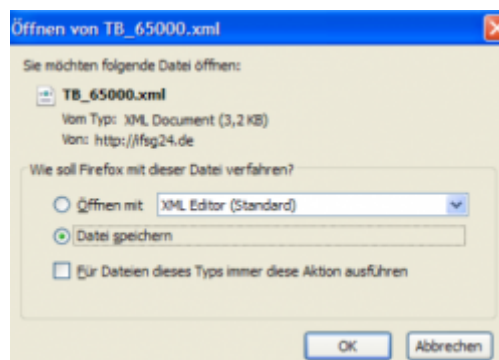 Öffnen von TB_65000.xml
Sie möchten folgende Datei öffnen:
TB_65000.xml
Vom Typ: XML Document (3,2 KB)
Von: http://ifsg24.de
Wie soll Firefox mit dieser Datei verfahren?
Öffnen mit XML Editor (Standard)
Datei speichern
Für Dateien dieses Typs immer diese Aktion ausführen
OK Abbrechen